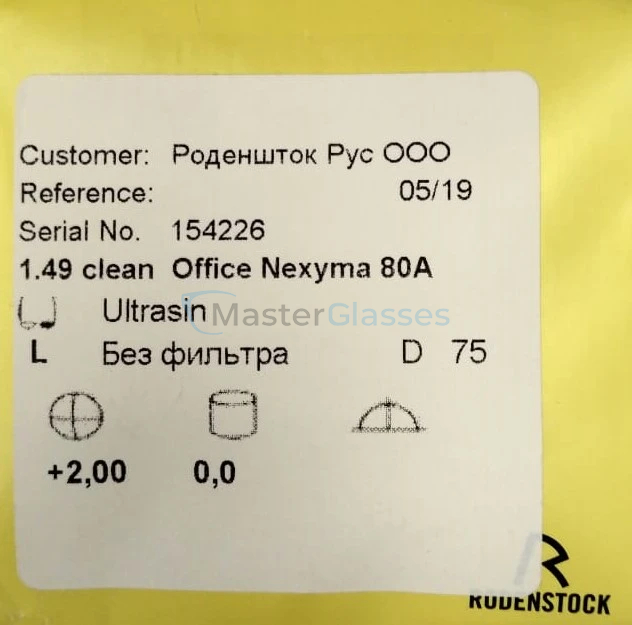 Customer: Роденшток Рус ООО
Reference: 05/19
Serial No. 154226
1.49 clean Office Nexyma 80A
Ultrasin
MasterGlasses
L Без фильтра D 75
+2,00 0,0
RODENSTOCK